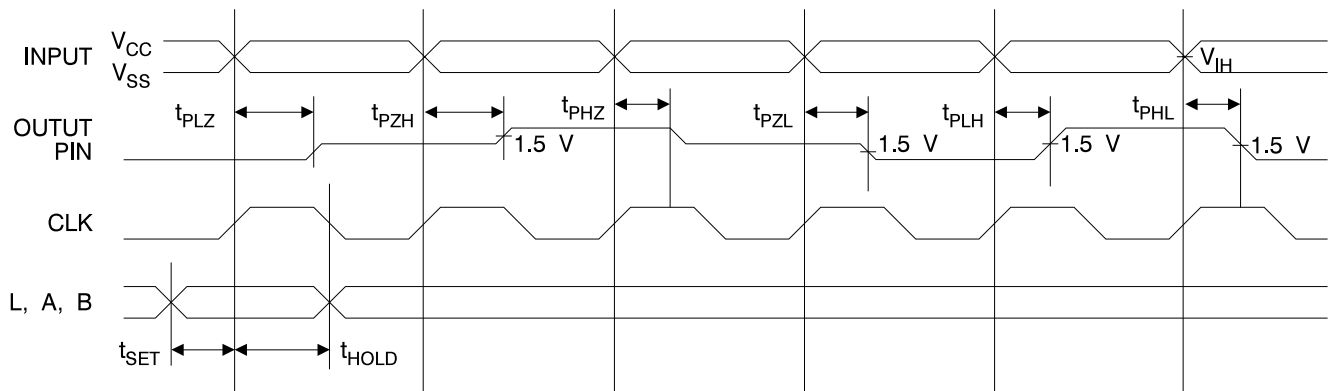 INPUT
VCC
VSS
VIH
tPLZ
tPZH
tPHZ
tPZL
tPLH
tPHL
OUTUT
PIN
1.5 V
1.5 V
1.5 V
1.5 V
CLK
L, A, B
tSET
tHOLD